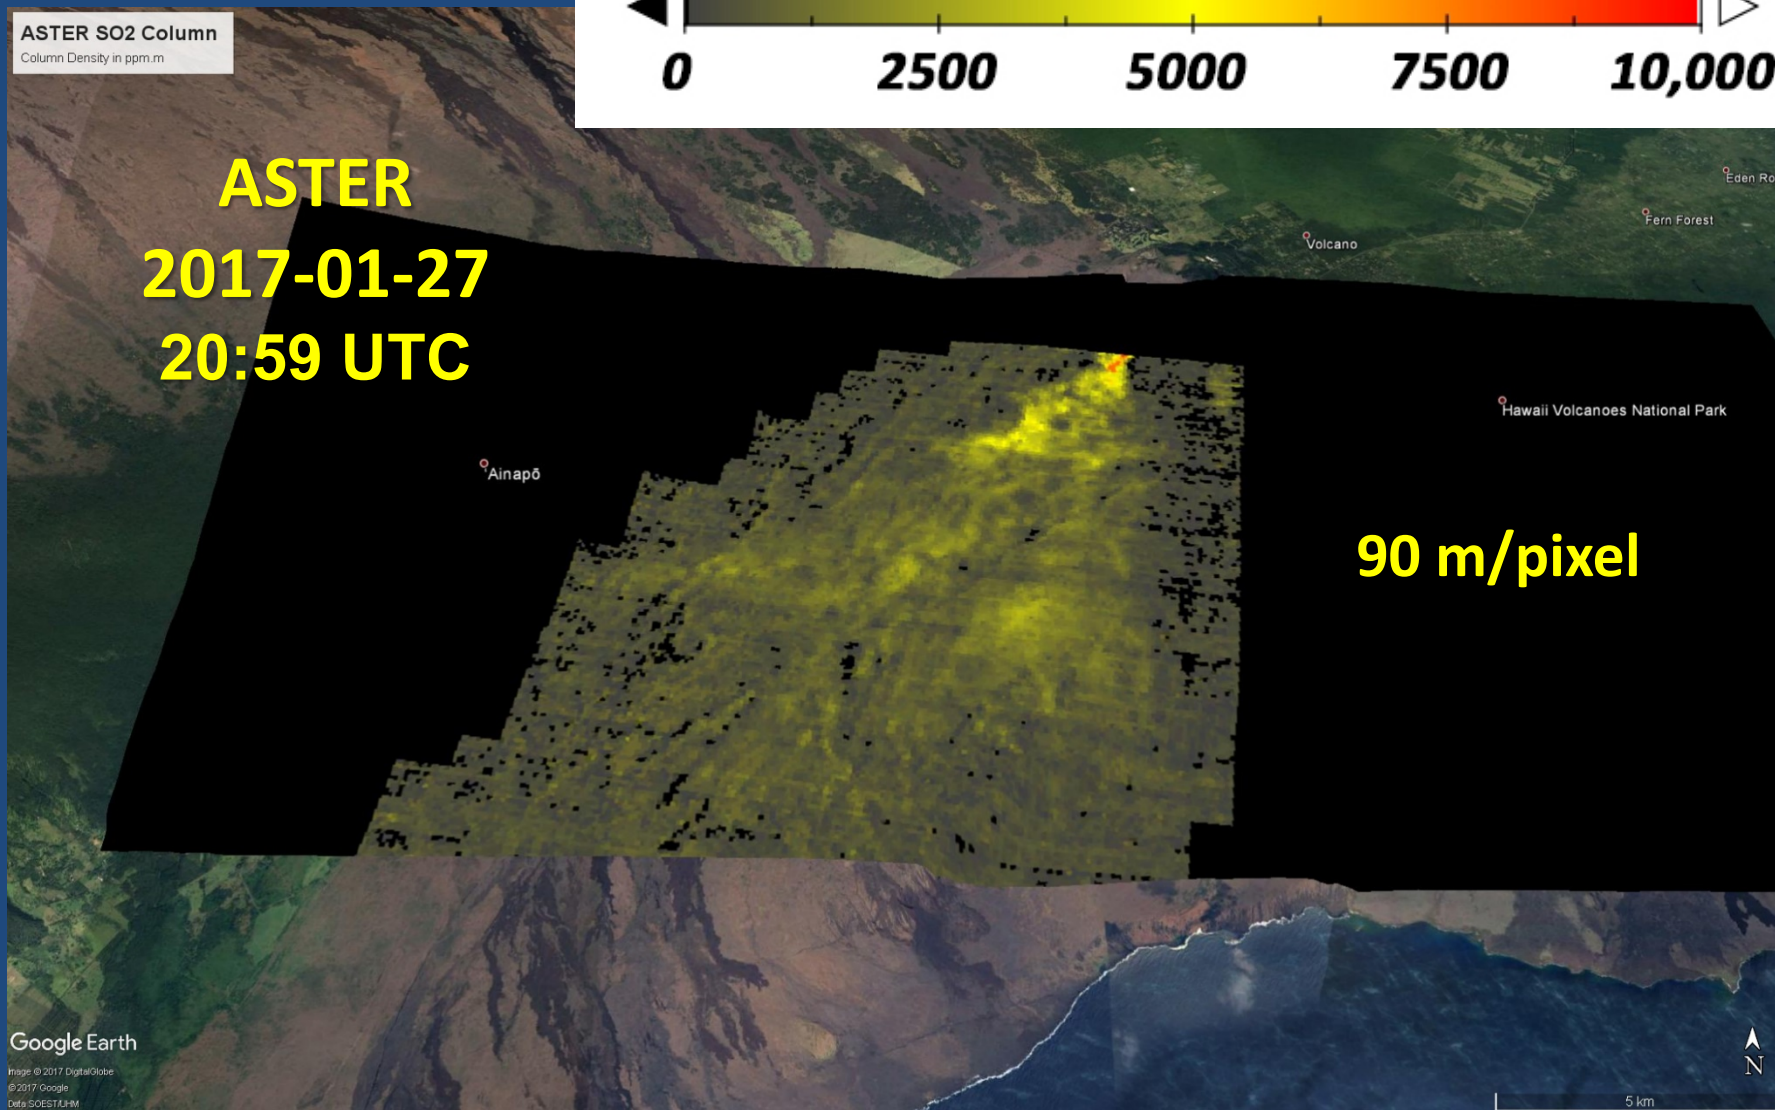 ASTER SO2 Column
Column Density in ppm.m
0 2500 5000 7500 10,000
ASTER
2017-01-27
20:59 UTC
Eden Ro
Fern Forest
Volcano
Hawaii Volcanoes National Park
'Ainapō
90 m/pixel
Google Earth
Image © 2017 DigitalGlobe
© 2017 Google
Data SOEST/UHM
N
5 km